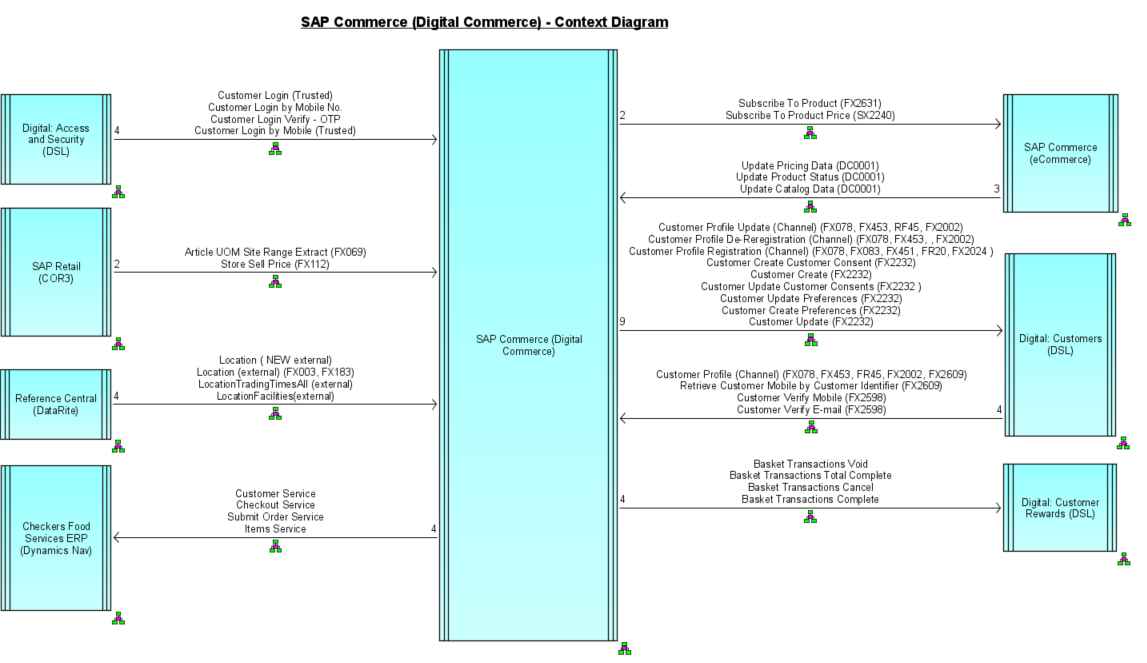 SAP Commerce (Digital Commerce) - Context Diagram
Digital: Access
and Security
(DSL)
4
Customer Login (Trusted)
Customer Login by Mobile No.
Customer Login Verify - OTP
Customer Login by Mobile (Trusted)
SAP Retail
(COR3)
2
Article UOM Site Range Extract (FX069)
Store Sell Price (FX112)
Reference Central
(DataRite)
4
Location ( NEW external)
Location (external) (FX003, FX183)
LocationTradingTimesAll (external)
LocationFacilities(external)
Checkers Food
Services ERP
(Dynamics Nav)
Customer Service
Checkout Service
Submit Order Service
Items Service
4
SAP Commerce (Digital
Commerce)
2
Subscribe To Product (FX2631)
Subscribe To Product Price (SX2240)
Update Pricing Data (DC0001)
Update Product Status (DC0001)
Update Catalog Data (DC0001)
3
SAP Commerce
(eCommerce)
Customer Profile Update (Channel) (FX078, FX453, RF45, FX2002)
Customer Profile De-Registration (Channel) (FX078, FX453, , FX2002)
Customer Profile Registration (Channel) (FX078, FX083, FX451, FR20, FX2024 )
Customer Create Customer Consent (FX2232)
Customer Create (FX2232)
Customer Update Customer Consents (FX2232 )
Customer Update Preferences (FX2232)
Customer Create Preferences (FX2232)
Customer Update (FX2232)
9
Customer Profile (Channel) (FX078, FX453, FR45, FX2002, FX2609)
Retrieve Customer Mobile by Customer Identifier (FX2609)
Customer Verify Mobile (FX2598)
Customer Verify E-mail (FX2598)
4
Digital: Customers
(DSL)
Basket Transactions Void
Basket Transactions Total Complete
Basket Transactions Cancel
Basket Transactions Complete
4
Digital: Customer
Rewards (DSL)